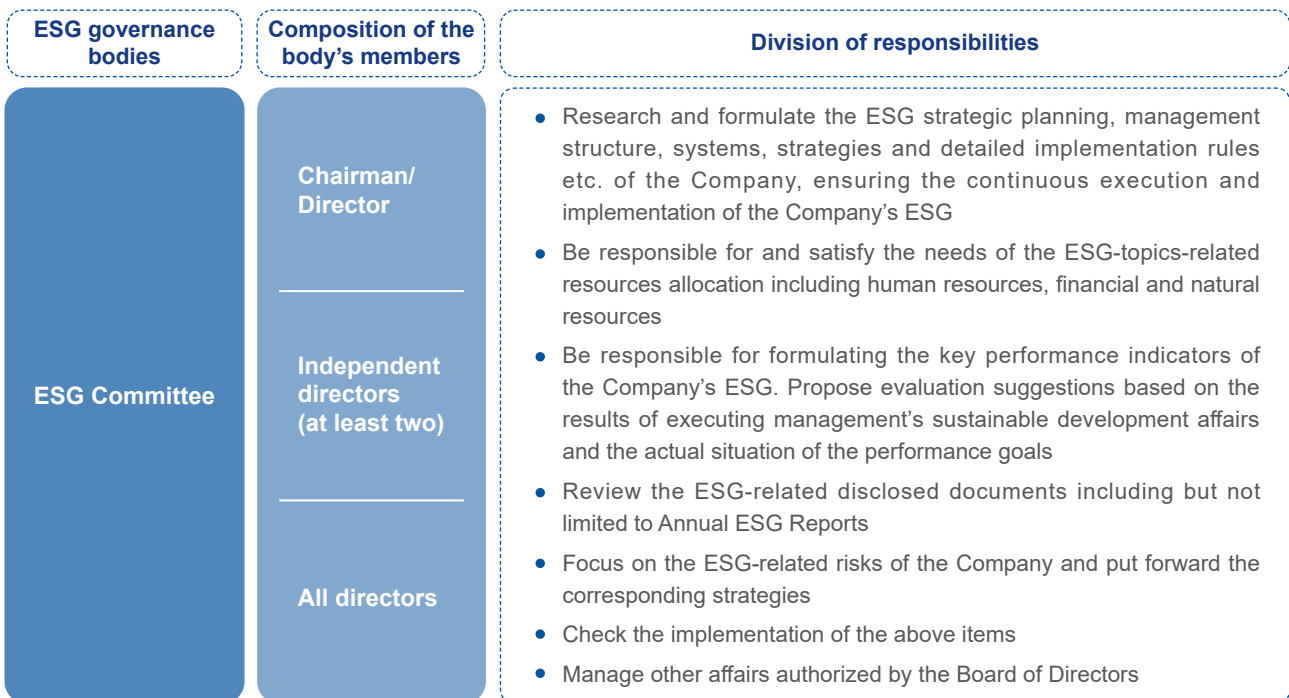 ESG governance
bodies
Composition of the
body's members
Division of responsibilities
ESG Committee
Chairman/
Director
Independent
directors
(at least two)
All directors
• Research and formulate the ESG strategic planning, management
structure, systems, strategies and detailed implementation rules
etc. of the Company, ensuring the continuous execution and
implementation of the Company's ESG
• Be responsible for and satisfy the needs of the ESG-topics-related
resources allocation including human resources, financial and natural
resources
• Be responsible for formulating the key performance indicators of
the Company's ESG. Propose evaluation suggestions based on the
results of executing management's sustainable development affairs
and the actual situation of the performance goals
• Review the ESG-related disclosed documents including but not
limited to Annual ESG Reports
• Focus on the ESG-related risks of the Company and put forward the
corresponding strategies
• Check the implementation of the above items
• Manage other affairs authorized by the Board of Directors